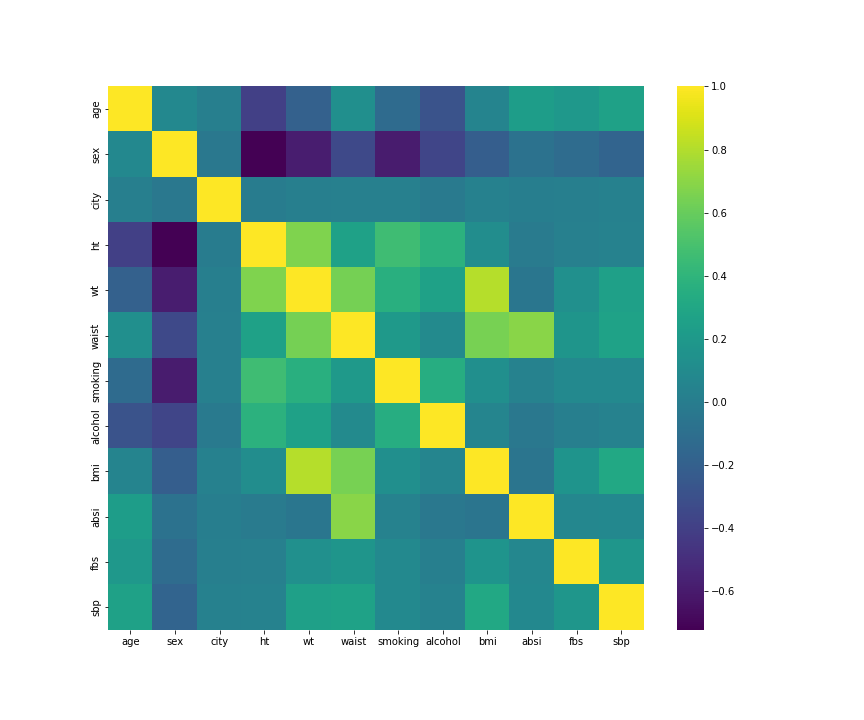 age
sex
city
ht
wt
waist
smoking
alcohol
bmi
absi
fbs
sbp
age sex city ht wt waist smoking alcohol bmi absi fbs sbp
1.0
0.8
0.6
0.4
0.2
0.0
−0.2
−0.4
−0.6